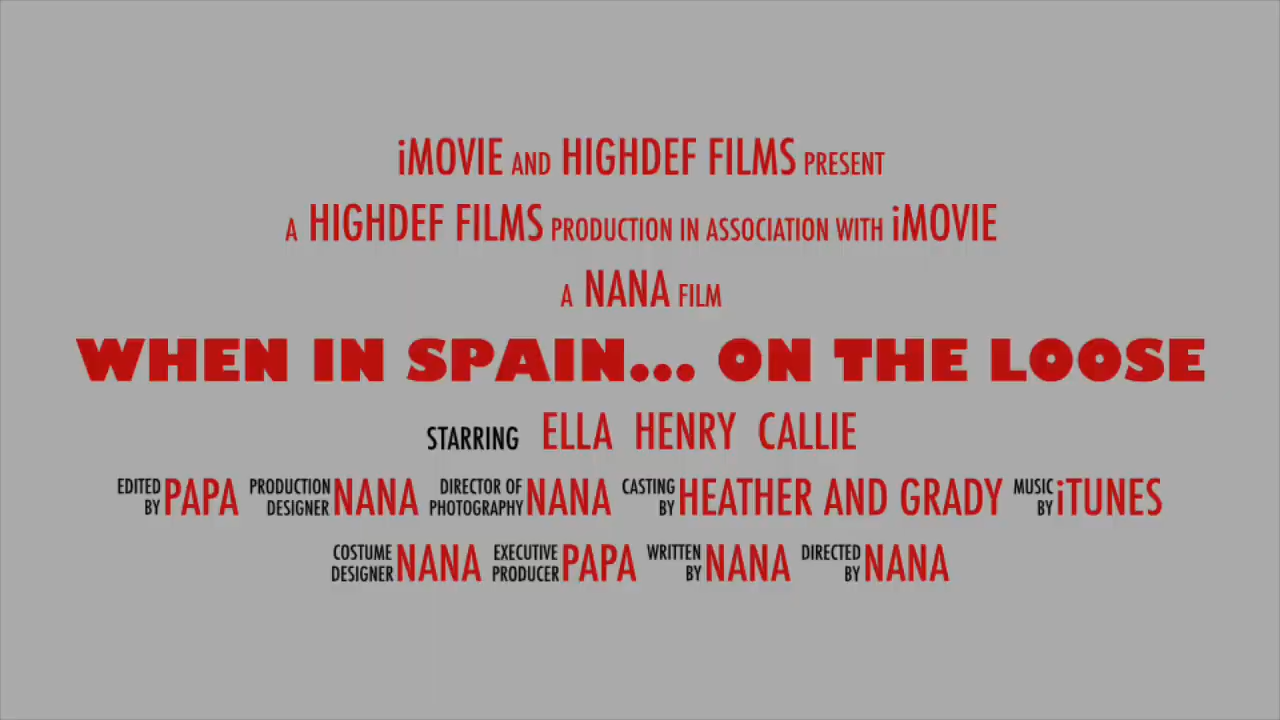 iMOVIE AND HIGHDEF FILMS PRESENT
A HIGHDEF FILMS PRODUCTION IN ASSOCIATION WITH iMOVIE
A NANA FILM
WHEN IN SPAIN... ON THE LOOSE
STARRING ELLA HENRY CALLIE
EDITED BY PAPA PRODUCTION DESIGNER NANA DIRECTOR OF PHOTOGRAPHY NANA CASTING BY HEATHER AND GRADY MUSIC BY iTUNES
COSTUME DESIGNER NANA EXECUTIVE PRODUCER PAPA WRITTEN BY NANA DIRECTED BY NANA